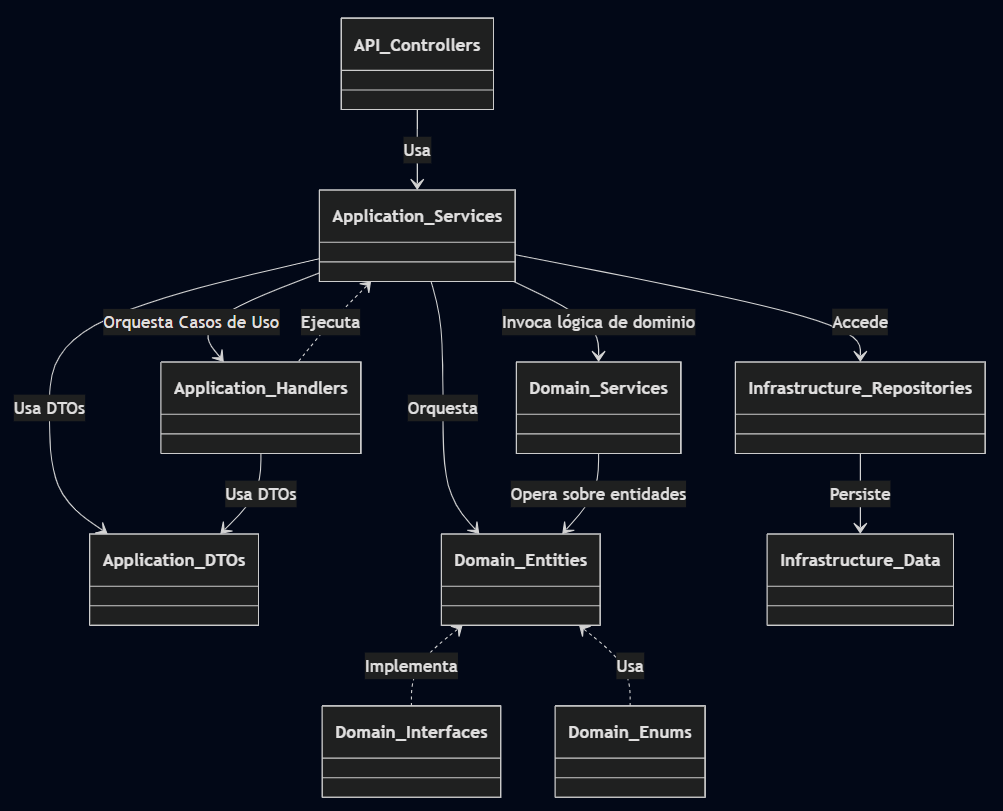 API_Controllers
Usa
Application_Services
Orquesta Casos de Uso
Ejecuta
Invoca lógica de dominio
Accede
Application_Handlers
Domain_Services
Infrastructure_Repositories
Usa DTOs
Orquesta
Usa DTOs
Opera sobre entidades
Persiste
Application_DTOs
Domain_Entities
Infrastructure_Data
Implementa
Usa
Domain_Interfaces
Domain_Enums